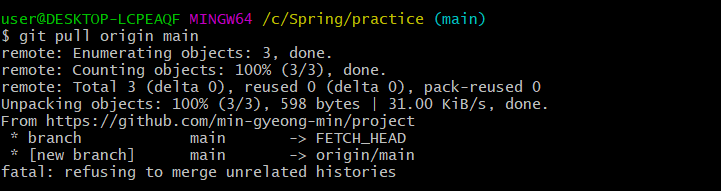 user@DESKTOP-LCPEAQF MINGW64 /c/Spring/practice (main)
$ git pull origin main
remote: Enumerating objects: 3, done.
remote: Counting objects: 100% (3/3), done.
remote: Total 3 (delta 0), reused 0 (delta 0), pack-reused 0
Unpacking objects: 100% (3/3), 598 bytes | 31.00 KiB/s, done.
From https://github.com/min-gyeong-min/project
 * branch            main       -> FETCH_HEAD
 * [new branch]      main       -> origin/main
fatal: refusing to merge unrelated histories